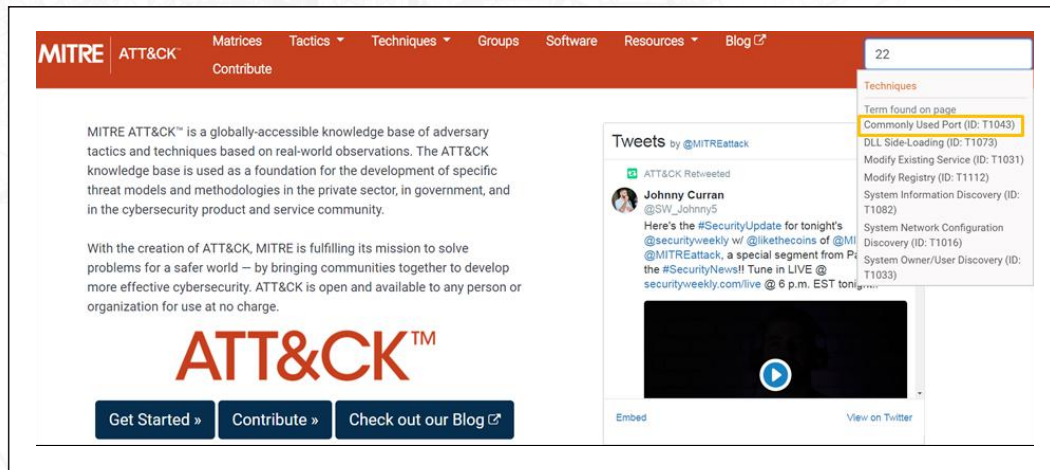 MITRE ATT&CK™
Matrices Tactics Techniques Groups Software Resources Blog
Contribute
22
Techniques
Term found on page
Commonly Used Port (ID: T1043)
DLL Side-Loading (ID: T1073)
Modify Existing Service (ID: T1031)
Modify Registry (ID: T1112)
System Information Discovery (ID:
T1082)
System Network Configuration
Discovery (ID: T1016)
System Owner/User Discovery (ID:
T1033)
MITRE ATT&CK™ is a globally-accessible knowledge base of adversary
tactics and techniques based on real-world observations. The ATT&CK
knowledge base is used as a foundation for the development of specific
threat models and methodologies in the private sector, in government, and
in the cybersecurity product and service community.
With the creation of ATT&CK, MITRE is fulfilling its mission to solve
problems for a safer world — by bringing communities together to develop
more effective cybersecurity. ATT&CK is open and available to any person or
organization for use at no charge.
ATT&CK™
Get Started »
Contribute »
Check out our Blog
Tweets by @MITREattack
ATT&CK Retweeted
Johnny Curran
@SW_Johnny5
Here's the #SecurityUpdate for tonight's
@securityweekly w/ @likethecoins of @MI
@MITREattack, a special segment from Pa
the #SecurityNews!! Tune in LIVE @
securityweekly.com/live @ 6 p.m. EST
Embed
View on Twitter